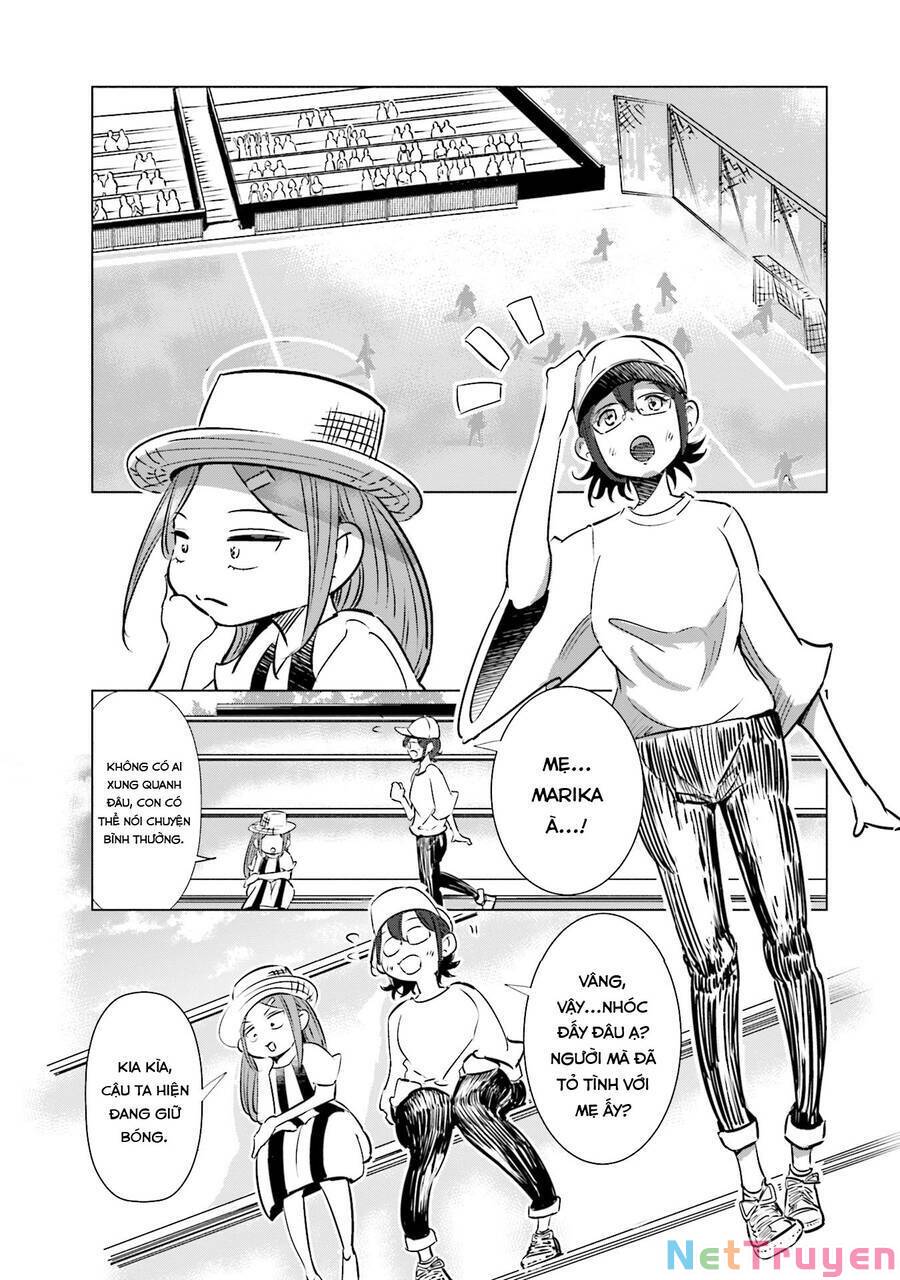 MẸ...
MARIKA
À...!
KHÔNG CÓ AI
XUNG QUANH
ĐÂU, CON CÓ
THỂ NÓI CHUYỆN
BÌNH THƯỜNG.
VÂNG,
VẬY...NHÓC
ĐẤY ĐÂU Ạ?
NGƯỜI MÀ ĐÃ
TỎ TÌNH VỚI
MẸ ẤY?
KIA KÌA,
CẬU TA HIỆN
ĐANG GIỮ
BÓNG.
NetTruyen